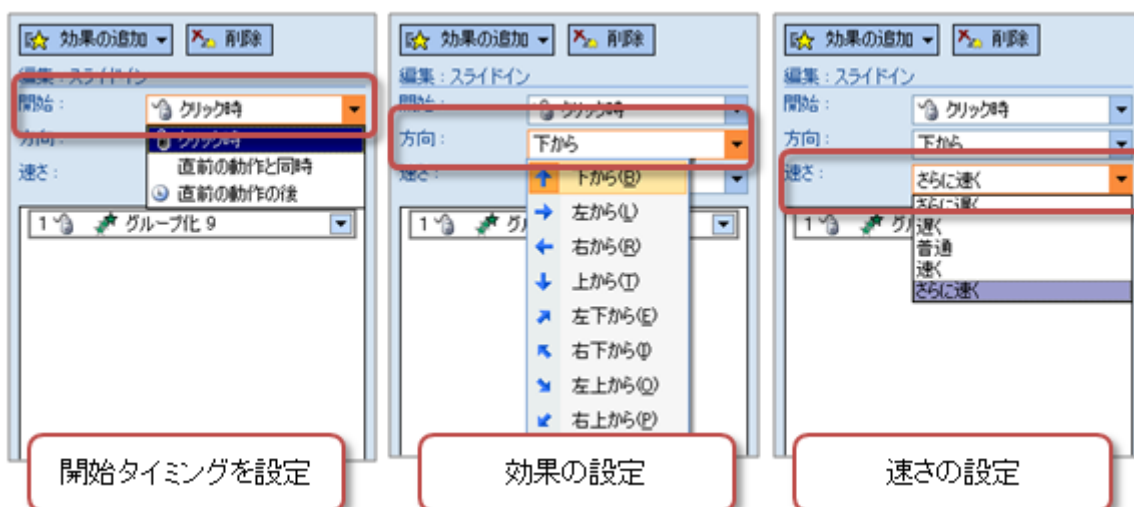 効果の追加 削除
編集 : スライドイン
開始 : クリック時
方向 :
クリック時
速さ : 直前の動作と同時
直前の動作の後
1 グループ化 9
開始タイミングを設定
効果の追加 削除
編集 : スライドイン
開始 : クリック時
方向 : 下から
速さ :
下から(B)
1
左から(L)
右から(R)
上から(T)
左下から(E)
右下から(I)
左上から(O)
右上から(P)
効果の設定
効果の追加 削除
編集 : スライドイン
開始 : クリック時
方向 : 下から
速さ : さらに速く
さらに遅く
1
遅く
普通
速く
さらに速く
速さの設定